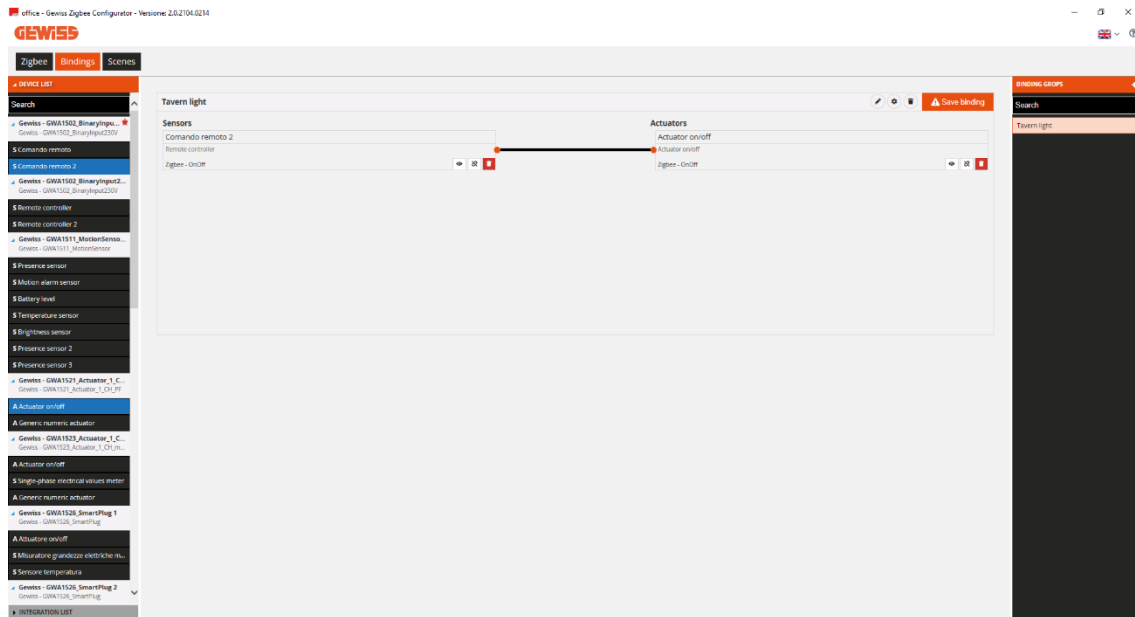 office - Gewiss Zigbee Configurator - Versione: 2.0.2104.0214
GEWISS
Zigbee Bindings Scenes
DEVICE LIST
Search
Gewiss - GWA1502_BinaryInpu...
Gewiss - GWA1502_BinaryInput230V
S Comando remoto
S Comando remoto 2
Gewiss - GWA1502_BinaryInput2...
Gewiss - GWA1502_BinaryInput230V
S Remote controller
S Remote controller 2
Gewiss - GWA1511_MotionSenso...
Gewiss - GWA1511_MotionSensor
S Presence sensor
S Motion alarm sensor
S Battery level
S Temperature sensor
S Brightness sensor
S Presence sensor 2
S Presence sensor 3
Gewiss - GWA1521_Actuator_1_C...
Gewiss - GWA1521_Actuator_1_CH_PF
A Actuator on/off
A Generic numeric actuator
Gewiss - GWA1523_Actuator_1_C...
Gewiss - GWA1523_Actuator_1_CH_m...
A Actuator on/off
S Single-phase electrical values meter
A Generic numeric actuator
Gewiss - GWA1526_SmartPlug 1
Gewiss - GWA1526_SmartPlug
A Attuatore on/off
S Misuratore grandezze elettriche m...
S Sensore temperatura
Gewiss - GWA1526_SmartPlug 2
Gewiss - GWA1526_SmartPlug
INTEGRATION LIST
Tavern light
Save binding
Sensors
Comando remoto 2
Remote controller
Zigbee - OnOff
Actuators
Actuator on/off
Actuator on/off
Zigbee - OnOff
BINDING GROPS
Search
Tavern light